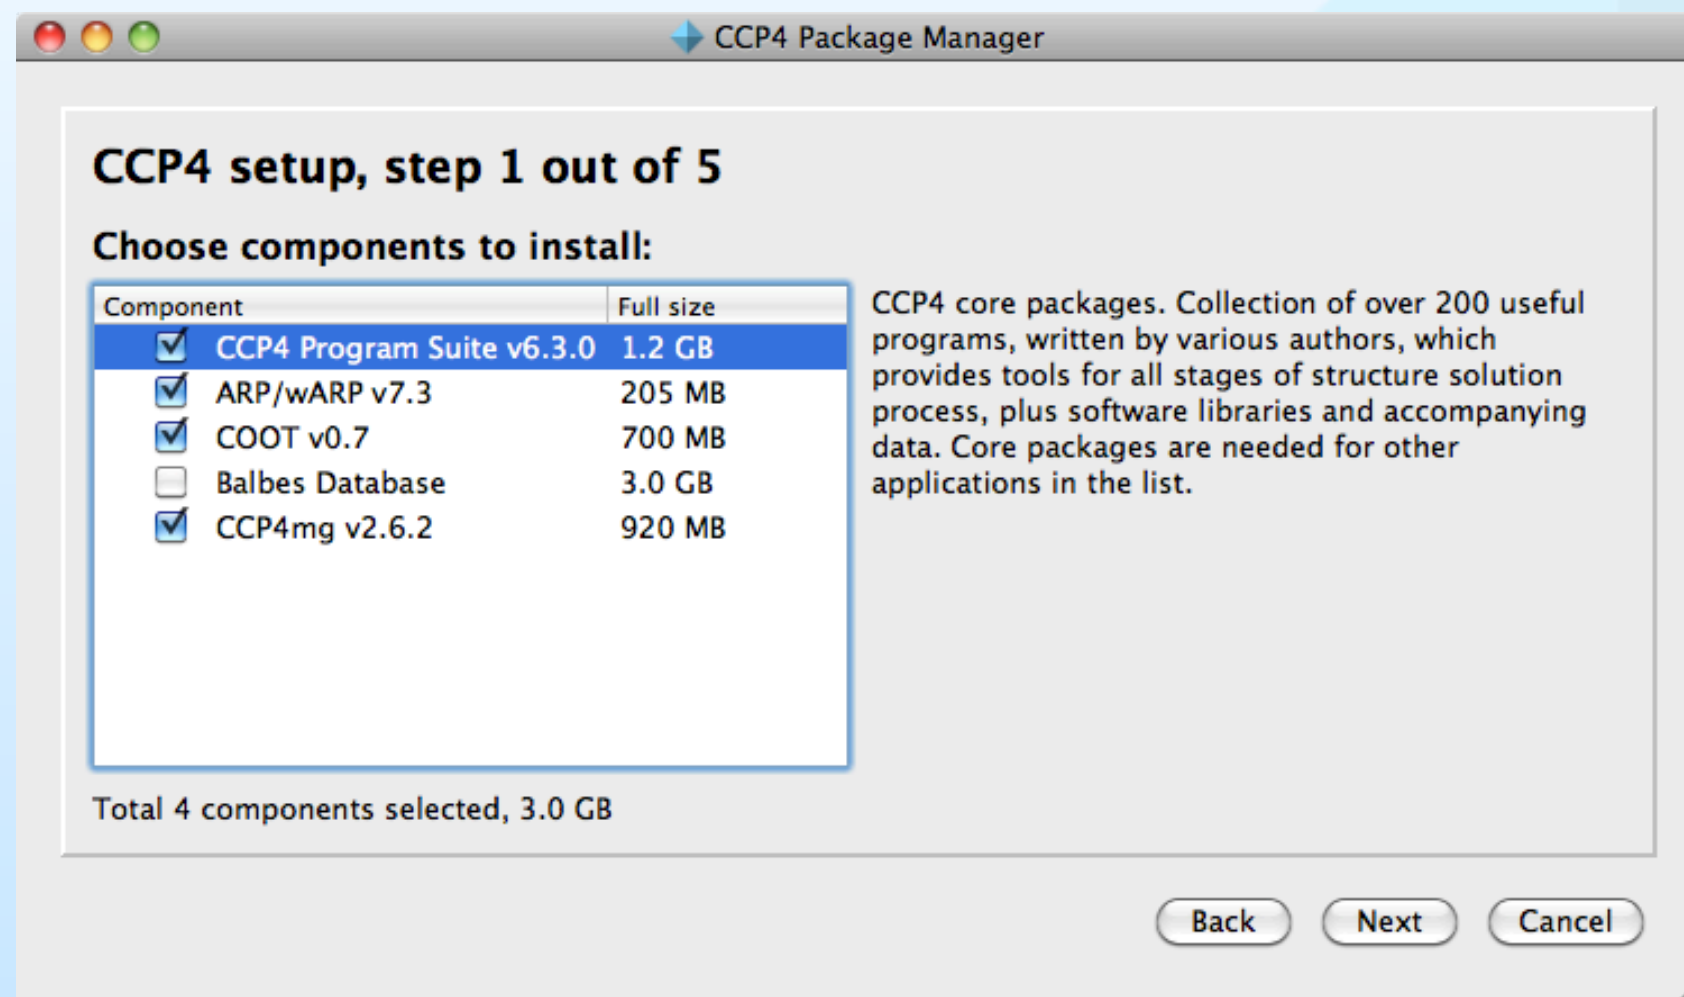 CCP4 Package Manager
CCP4 setup, step 1 out of 5
Choose components to install:
Component Full size
CCP4 Program Suite v6.3.0 1.2 GB
ARP/wARP v7.3 205 MB
COOT v0.7 700 MB
Balbes Database 3.0 GB
CCP4mg v2.6.2 920 MB
CCP4 core packages. Collection of over 200 useful
programs, written by various authors, which
provides tools for all stages of structure solution
process, plus software libraries and accompanying
data. Core packages are needed for other
applications in the list.
Total 4 components selected, 3.0 GB
Back Next Cancel